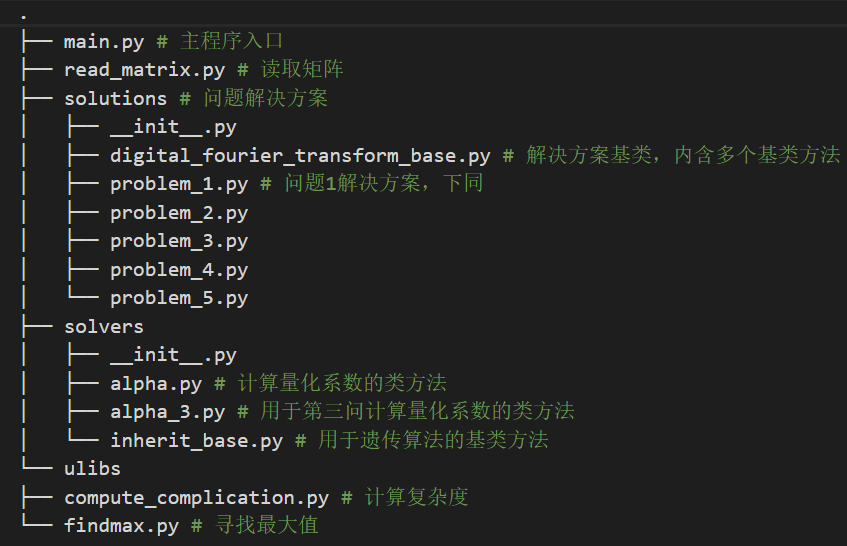 .
├── main.py # 主程序入口
├── read_matrix.py # 读取矩阵
├── solutions # 问题解决方案
│   ├── __init__.py
│   ├── digital_fourier_transform_base.py # 解决方案基类，内含多个基类方法
│   ├── problem_1.py # 问题1解决方案，下同
│   ├── problem_2.py
│   ├── problem_3.py
│   ├── problem_4.py
│   └── problem_5.py
├── solvers
│   ├── __init__.py
│   ├── alpha.py # 计算量化系数的类方法
│   ├── alpha_3.py # 用于第三问计算量化系数的类方法
│   └── inherit_base.py # 用于遗传算法的基类方法
└── ulibs
├── compute_complication.py # 计算复杂度
└── findmax.py # 寻找最大值